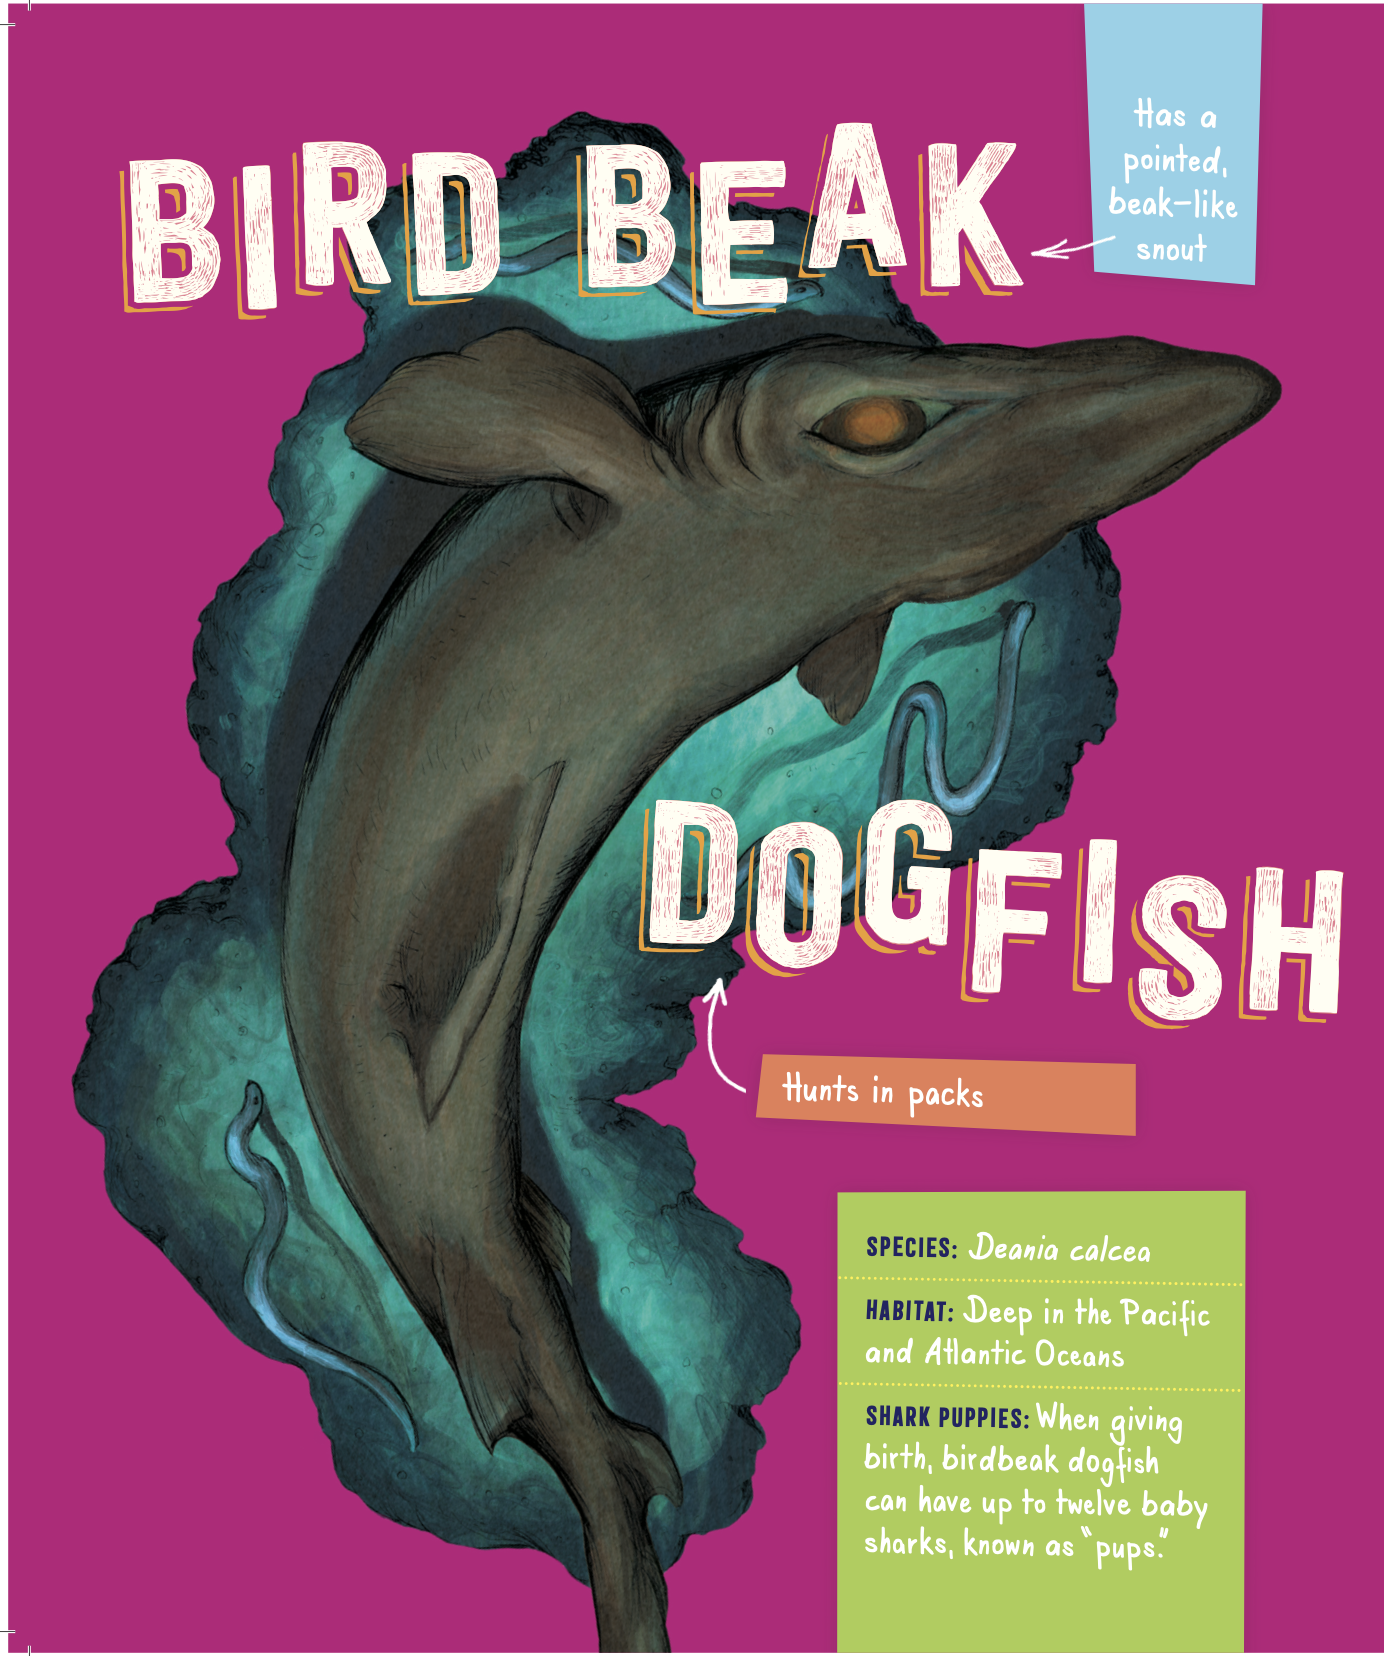 BIRD BEAK
Has a
pointed,
beak-like
snout
DOGFISH
Hunts in packs
SPECIES: Deania calcea
HABITAT: Deep in the Pacific
and Atlantic Oceans
SHARK PUPPIES: When giving
birth, birdbeak dogfish
can have up to twelve baby
sharks, known as “pups.”